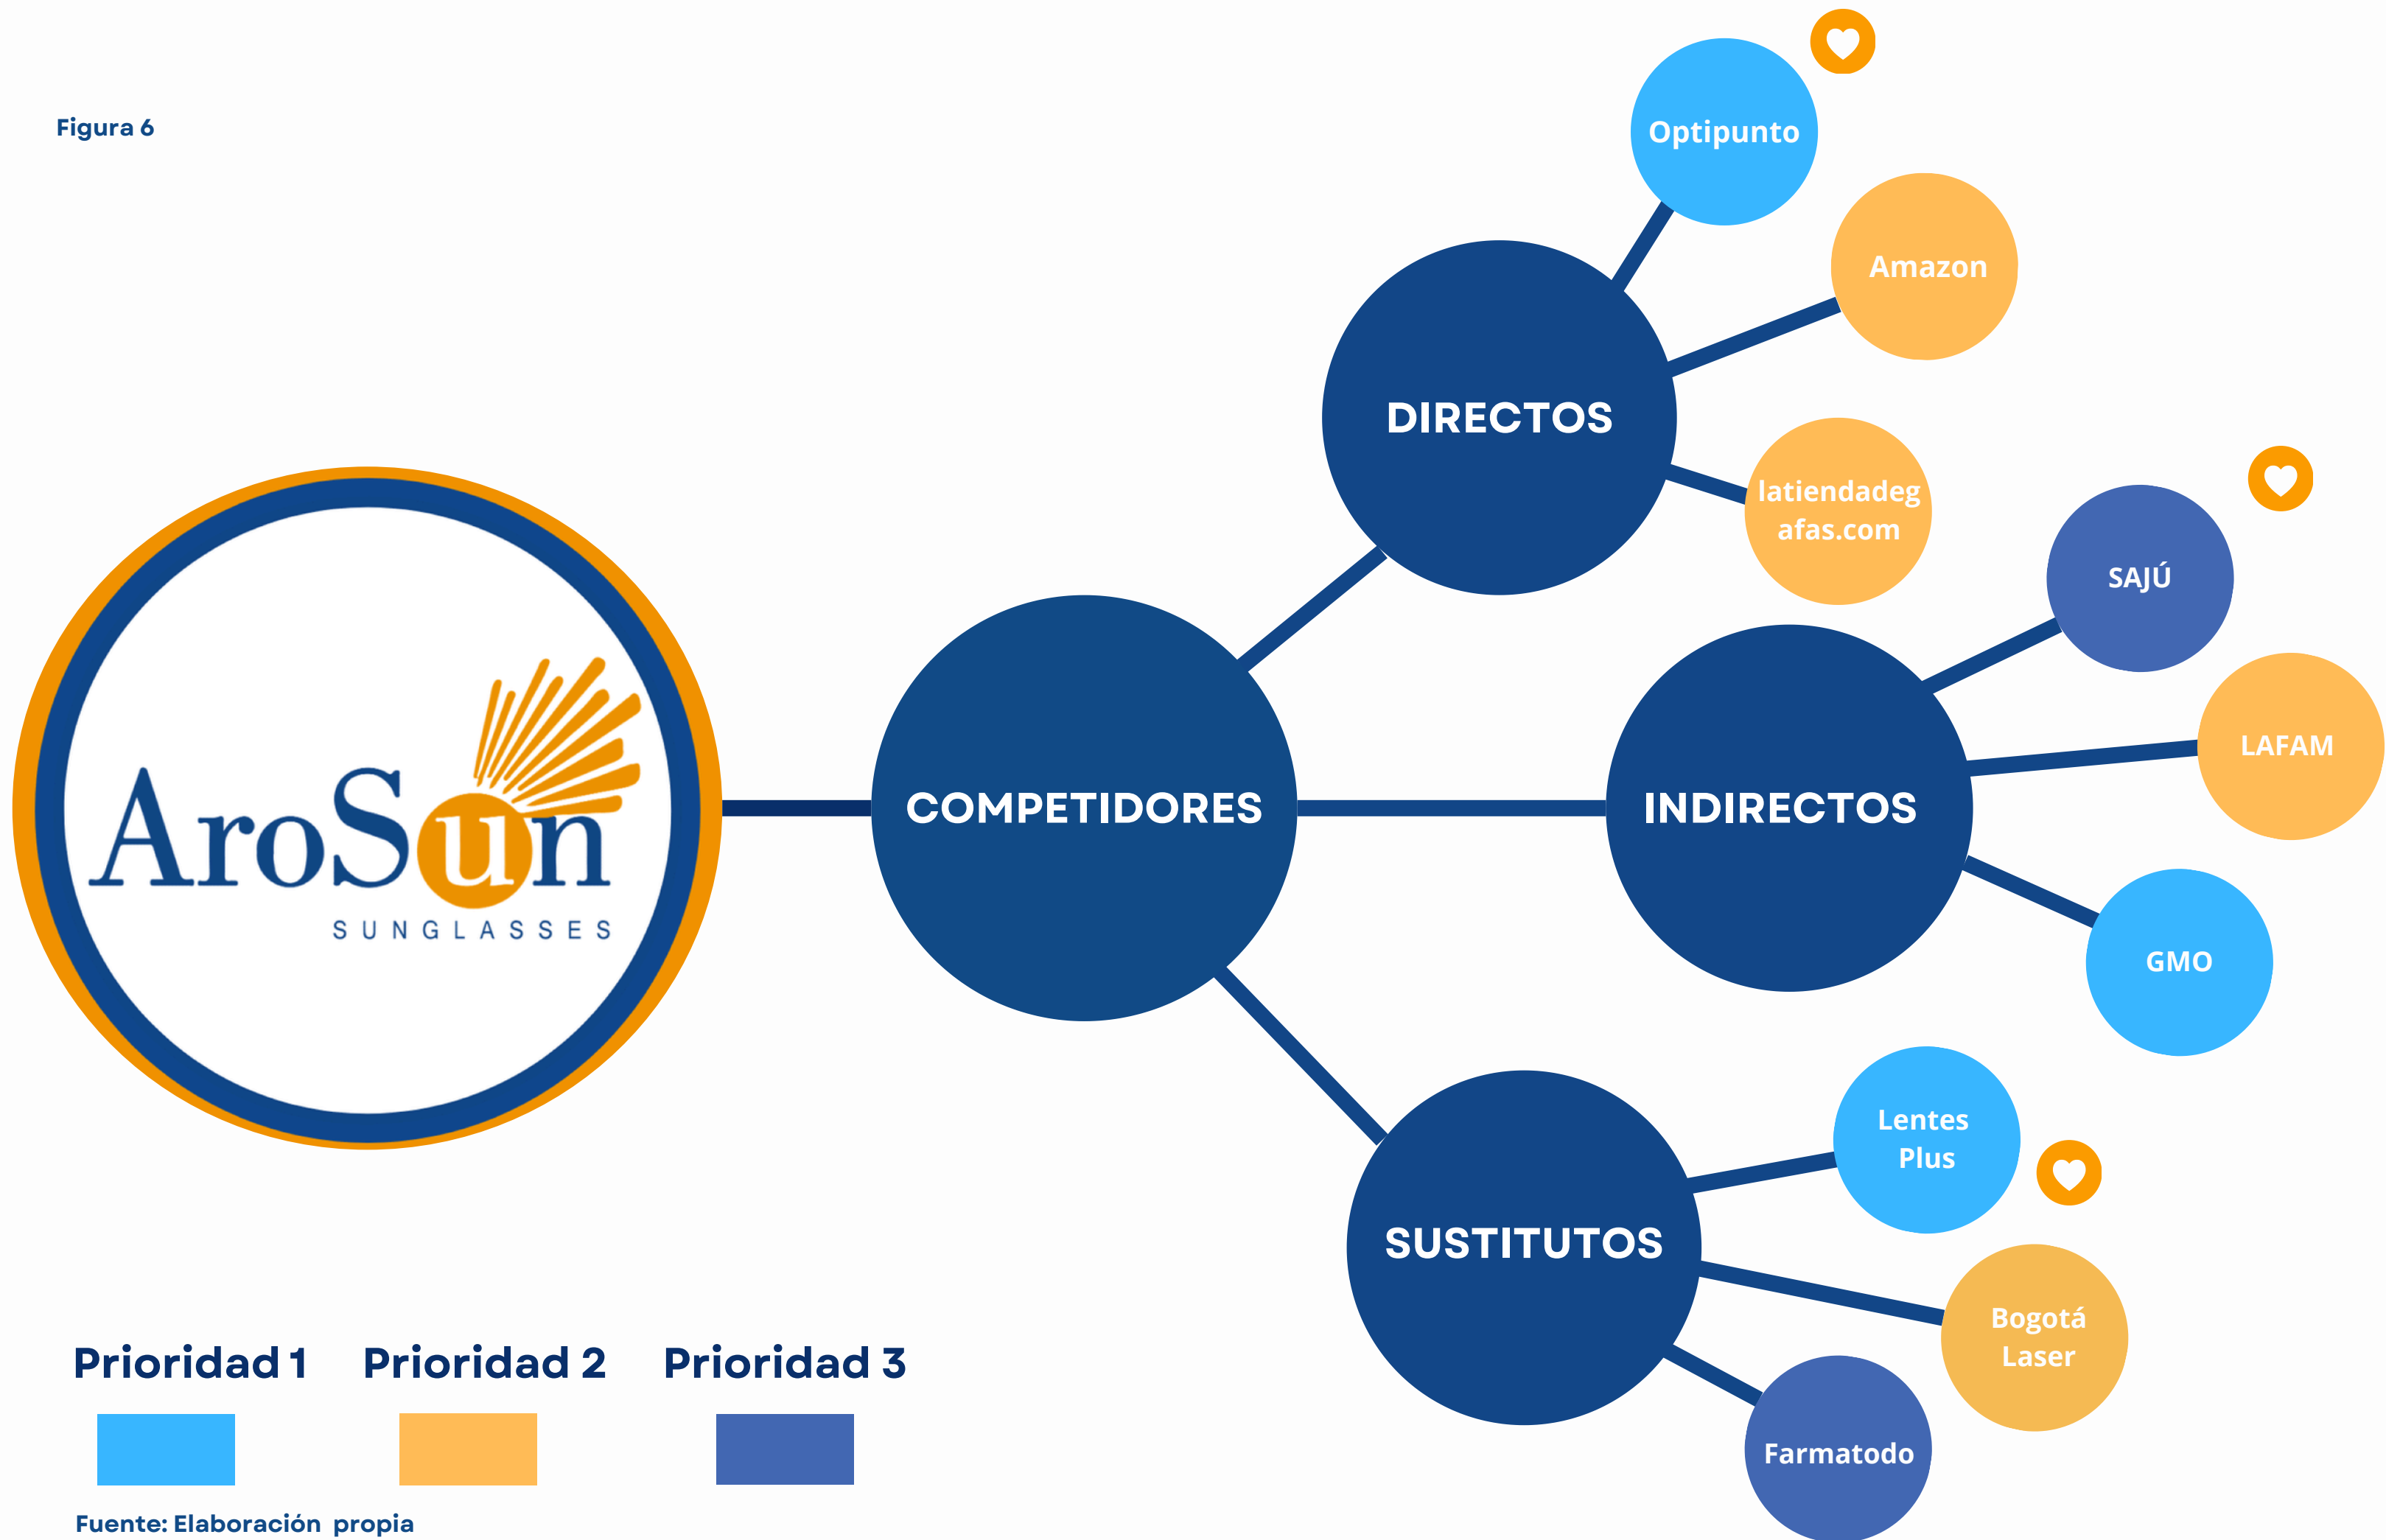 Figura 6
AroSun
SUNGLASSES
COMPETIDORES
DIRECTOS
Optipunto
Amazon
latiendadeg
afas.com
INDIRECTOS
SAJÚ
LAFAM
GMO
SUSTITUTOS
Lentes
Plus
Bogotá
Laser
Farmatodo
Prioridad 1
Prioridad 2
Prioridad 3
Fuente: Elaboración propia